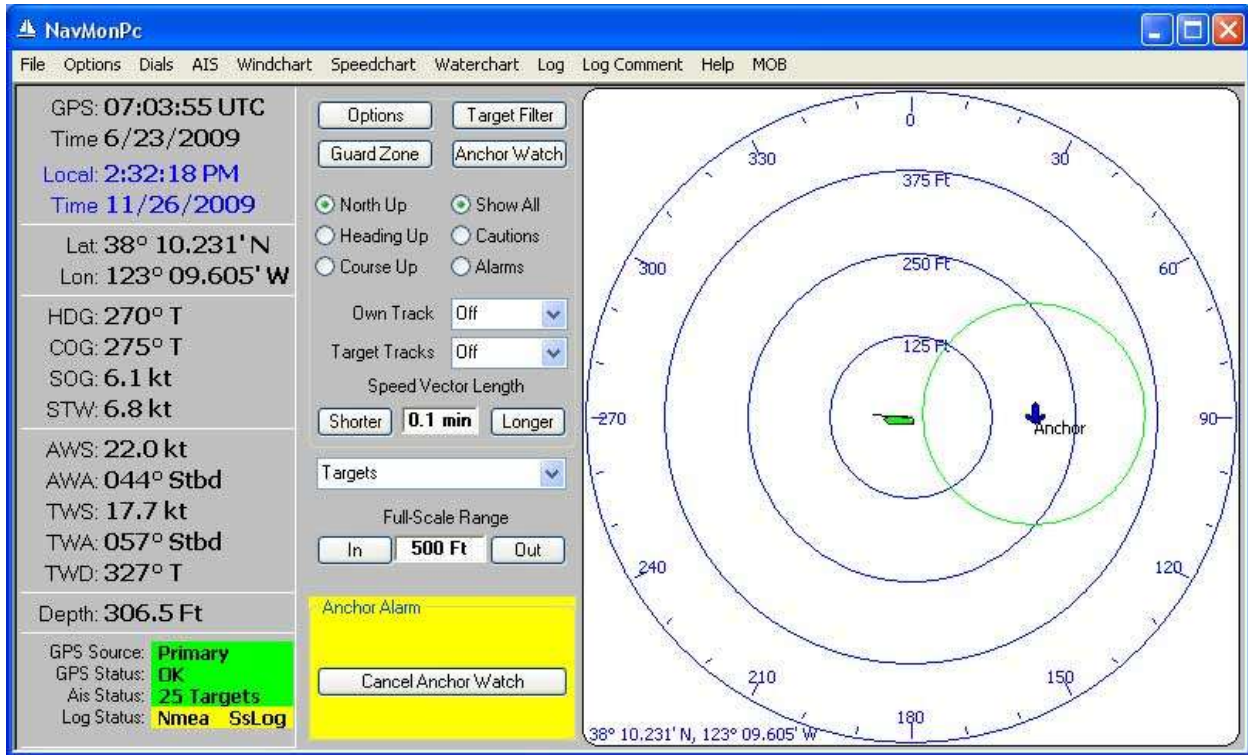 NavMonPc
File Options Dials AIS Windchart Speedchart Waterchart Log Log Comment Help MOB
GPS: 07:03:55 UTC
Time 6/23/2009
Local: 2:32:18 PM
Time 11/26/2009
Lat: 38° 10.231' N
Lon: 123° 09.605' W
HDG: 270° T
COG: 275° T
SOG: 6.1 kt
STW: 6.8 kt
AWS: 22.0 kt
AWA: 044° Stbd
TWS: 17.7 kt
TWA: 057° Stbd
TWD: 327° T
Depth: 306.5 Ft
GPS Source: Primary
GPS Status: OK
Ais Status: 25 Targets
Log Status: Nmea SsLog
Options Target Filter
Guard Zone Anchor Watch
North Up Show All
Heading Up Cautions
Course Up Alarms
Own Track Off
Target Tracks Off
Speed Vector Length
Shorter 0.1 min Longer
Targets
Full-Scale Range
In 500 Ft Out
Anchor Alarm
Cancel Anchor Watch
0
330 30
375 Ft
300 250 Ft 60
125 Ft
270 Anchor 90
240 120
210 150
180
38° 10.231' N, 123° 09.605' W